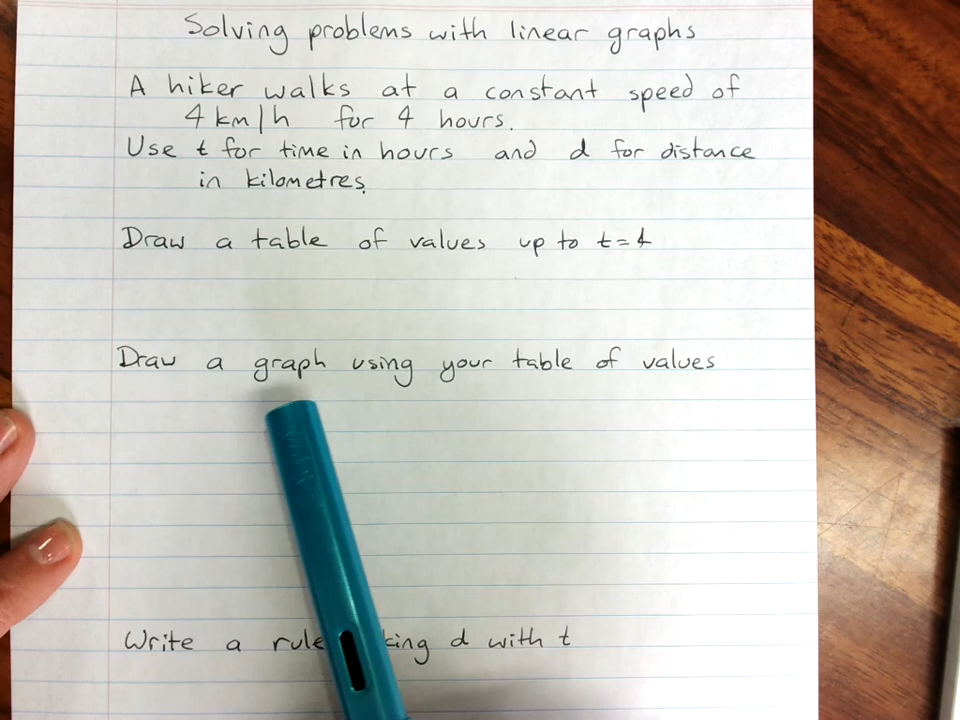 Solving problems with linear graphs
A hiker walks at a constant speed of
4 km/h for 4 hours.
Use t for time in hours and d for distance
in kilometres.
Draw a table of values up to t=4
Draw a graph using your table of values
Write a rule king d with t